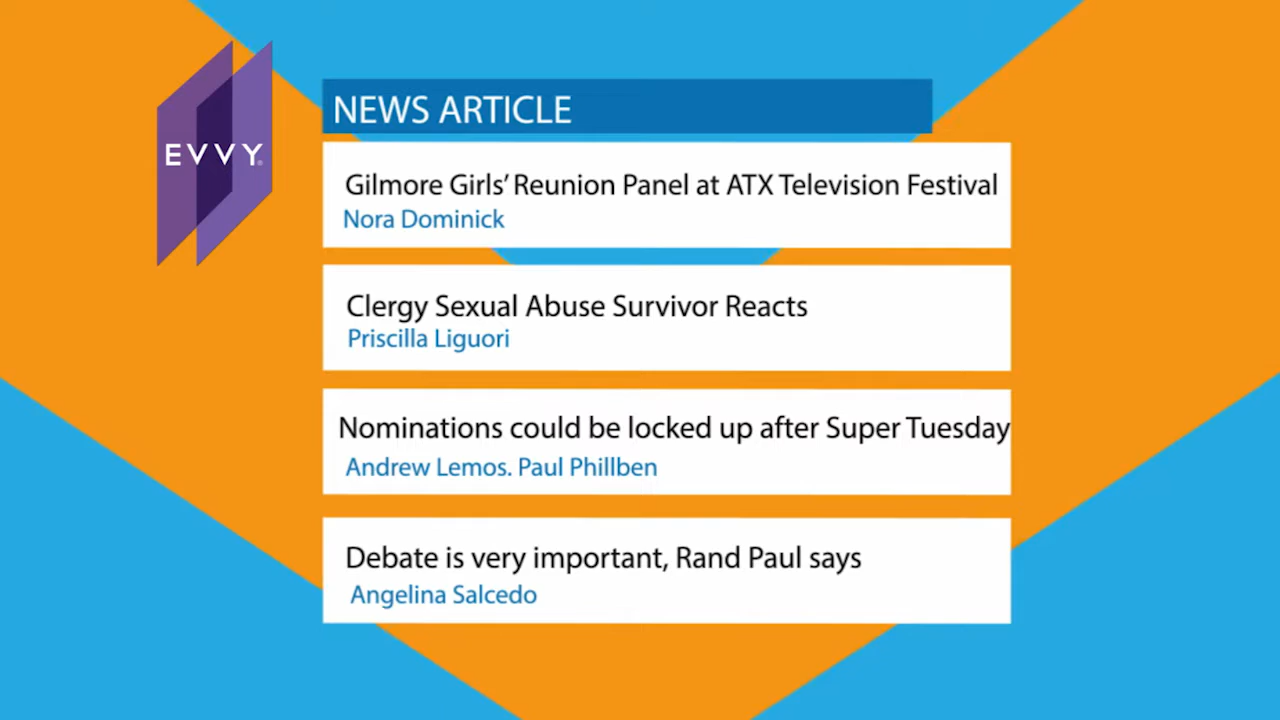 EVVY®
NEWS ARTICLE
Gilmore Girls’ Reunion Panel at ATX Television Festival
Nora Dominick
Clergy Sexual Abuse Survivor Reacts
Priscilla Liguori
Nominations could be locked up after Super Tuesday
Andrew Lemos. Paul Phillben
Debate is very important, Rand Paul says
Angelina Salcedo